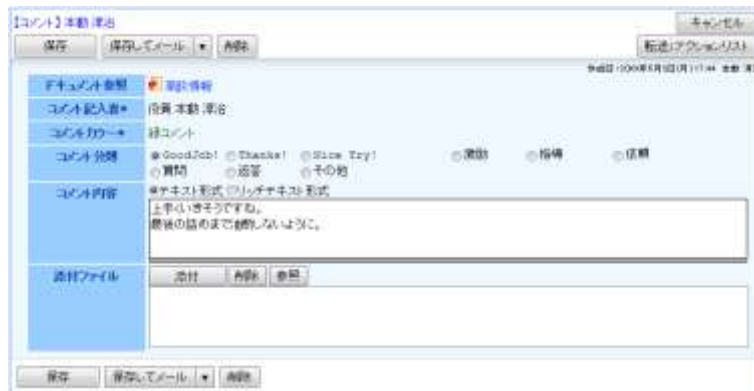 【コメント】本動 澪治
キャンセル
保存 保存してメール ▼ 削除
転送:アクションリスト
ドキュメント参照 商談情報
コメント記入者* 役員 本動 澪治
コメントカラー* 緑コメント
コメント分類 GoodJob! Thanks! Nice Try! 激励 指導 依頼
質問 返答 その他
コメント内容 テキスト形式 リッチテキスト形式
上手くいきそうですね。
最後の詰めまで油断しないように。
添付ファイル 添付 削除 参照
保存 保存してメール ▼ 削除